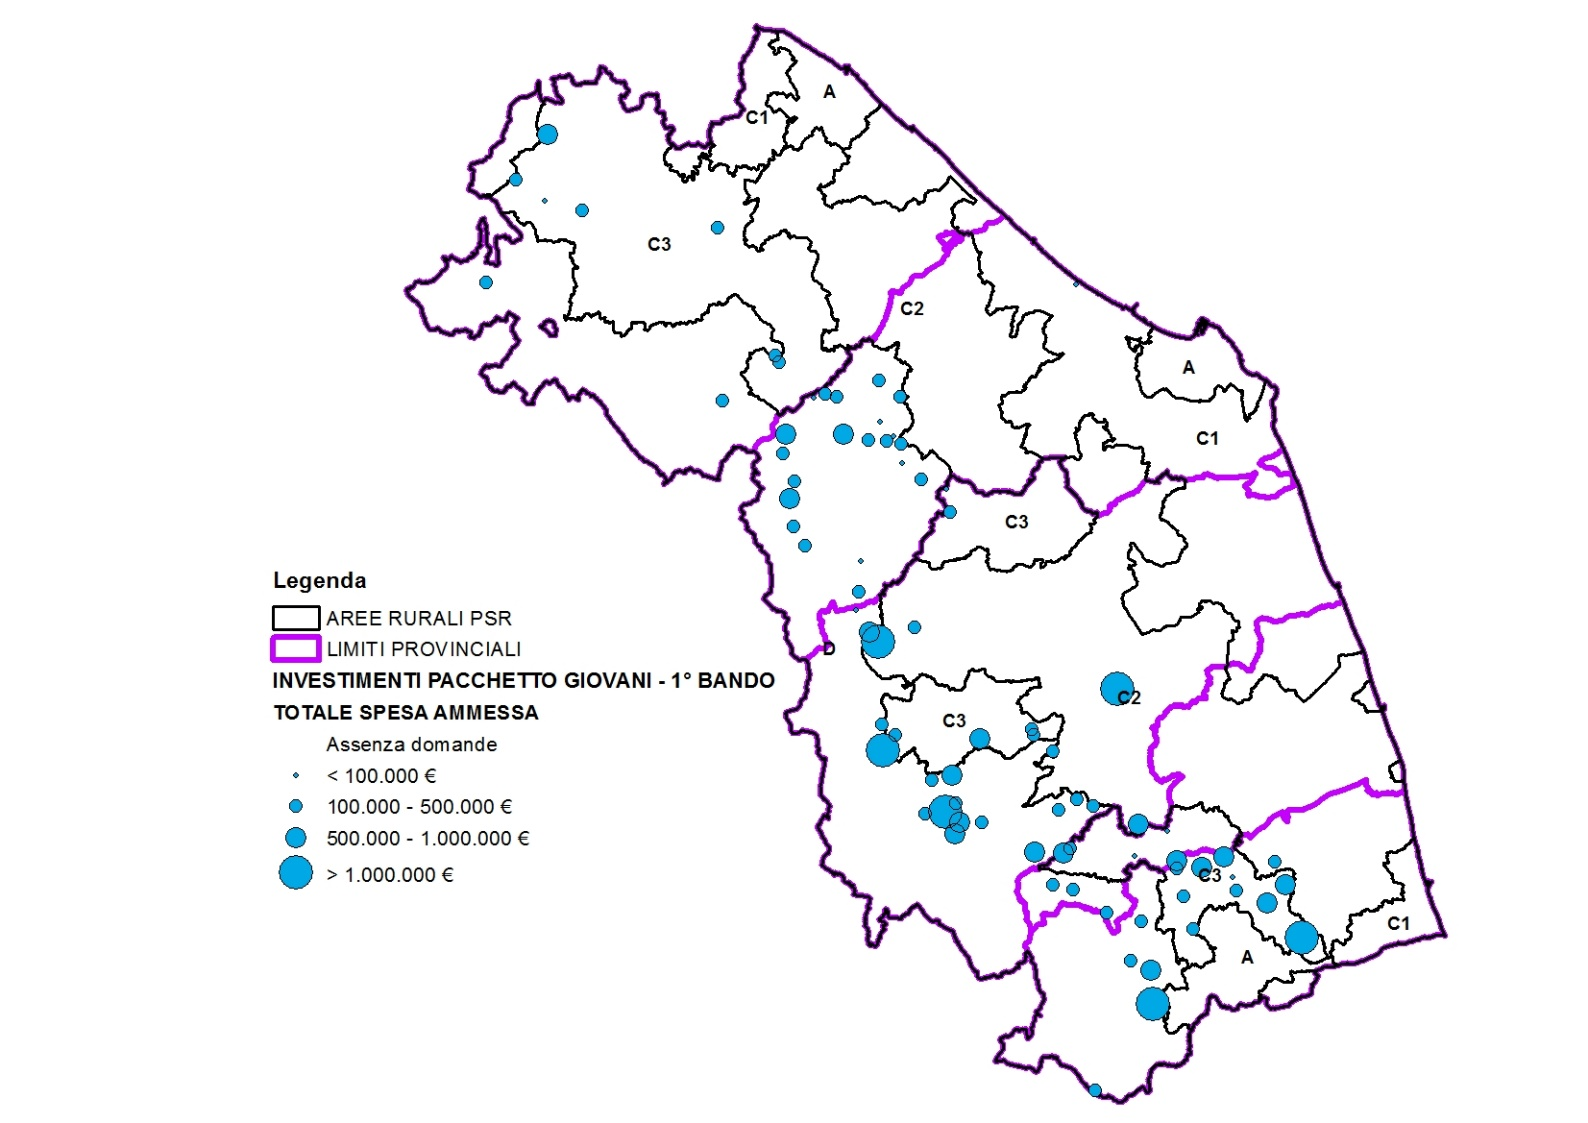 A
C1
C3
C2
A
C1
C3
Legenda
AREE RURALI PSR
LIMITI PROVINCIALI
D
INVESTIMENTI PACCHETTO GIOVANI - 1° BANDO
C2
TOTALE SPESA AMMESSA
C3
Assenza domande
< 100.000 €
100.000 - 500.000 €
500.000 - 1.000.000 €
> 1.000.000 €
C3
C1
A